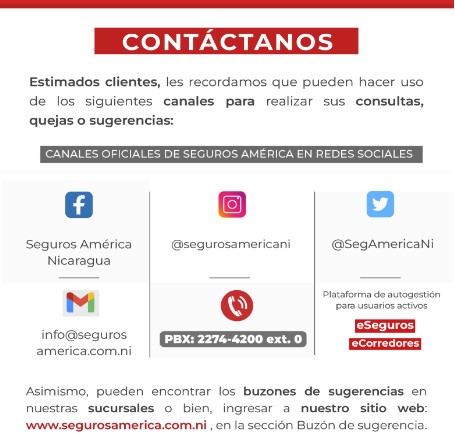 CONTÁCTANOS
Estimados clientes, les recordamos que pueden hacer uso
de los siguientes canales para realizar sus consultas,
quejas o sugerencias:
CANALES OFICIALES DE SEGUROS AMÉRICA EN REDES SOCIALES
Seguros América
Nicaragua
@segurosamericani
@SegAmericaNi
info@seguros
america.com.ni
PBX: 2274-4200 ext. 0
Plataforma de autogestión
para usuarios activos
eSeguros
eCorredores
Asimismo, pueden encontrar los buzones de sugerencias en
nuestras sucursales o bien, ingresar a nuestro sitio web:
www.segurosamerica.com.ni , en la sección Buzón de sugerencia.